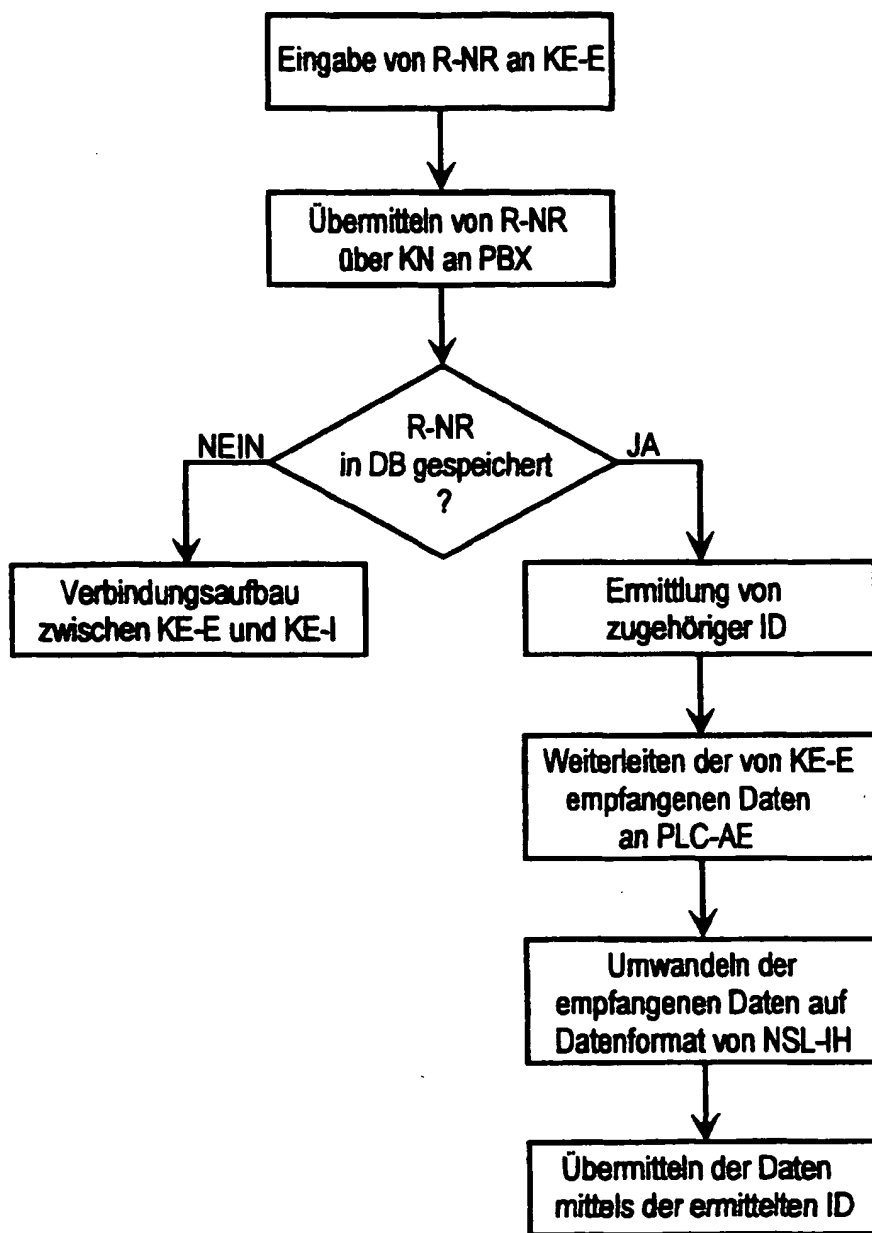 Eingabe von R-NR an KE-E
Übermitteln von R-NR
über KN an PBX
R-NR
in DB gespeichert
?
NEIN
JA
Verbindungsaufbau
zwischen KE-E und KE-I
Ermittlung von
zugehöriger ID
Weiterleiten der von KE-E
empfangenen Daten
an PLC-AE
Umwandeln der
empfangenen Daten auf
Datenformat von NSL-IH
Übermitteln der Daten
mittels der ermittelten ID